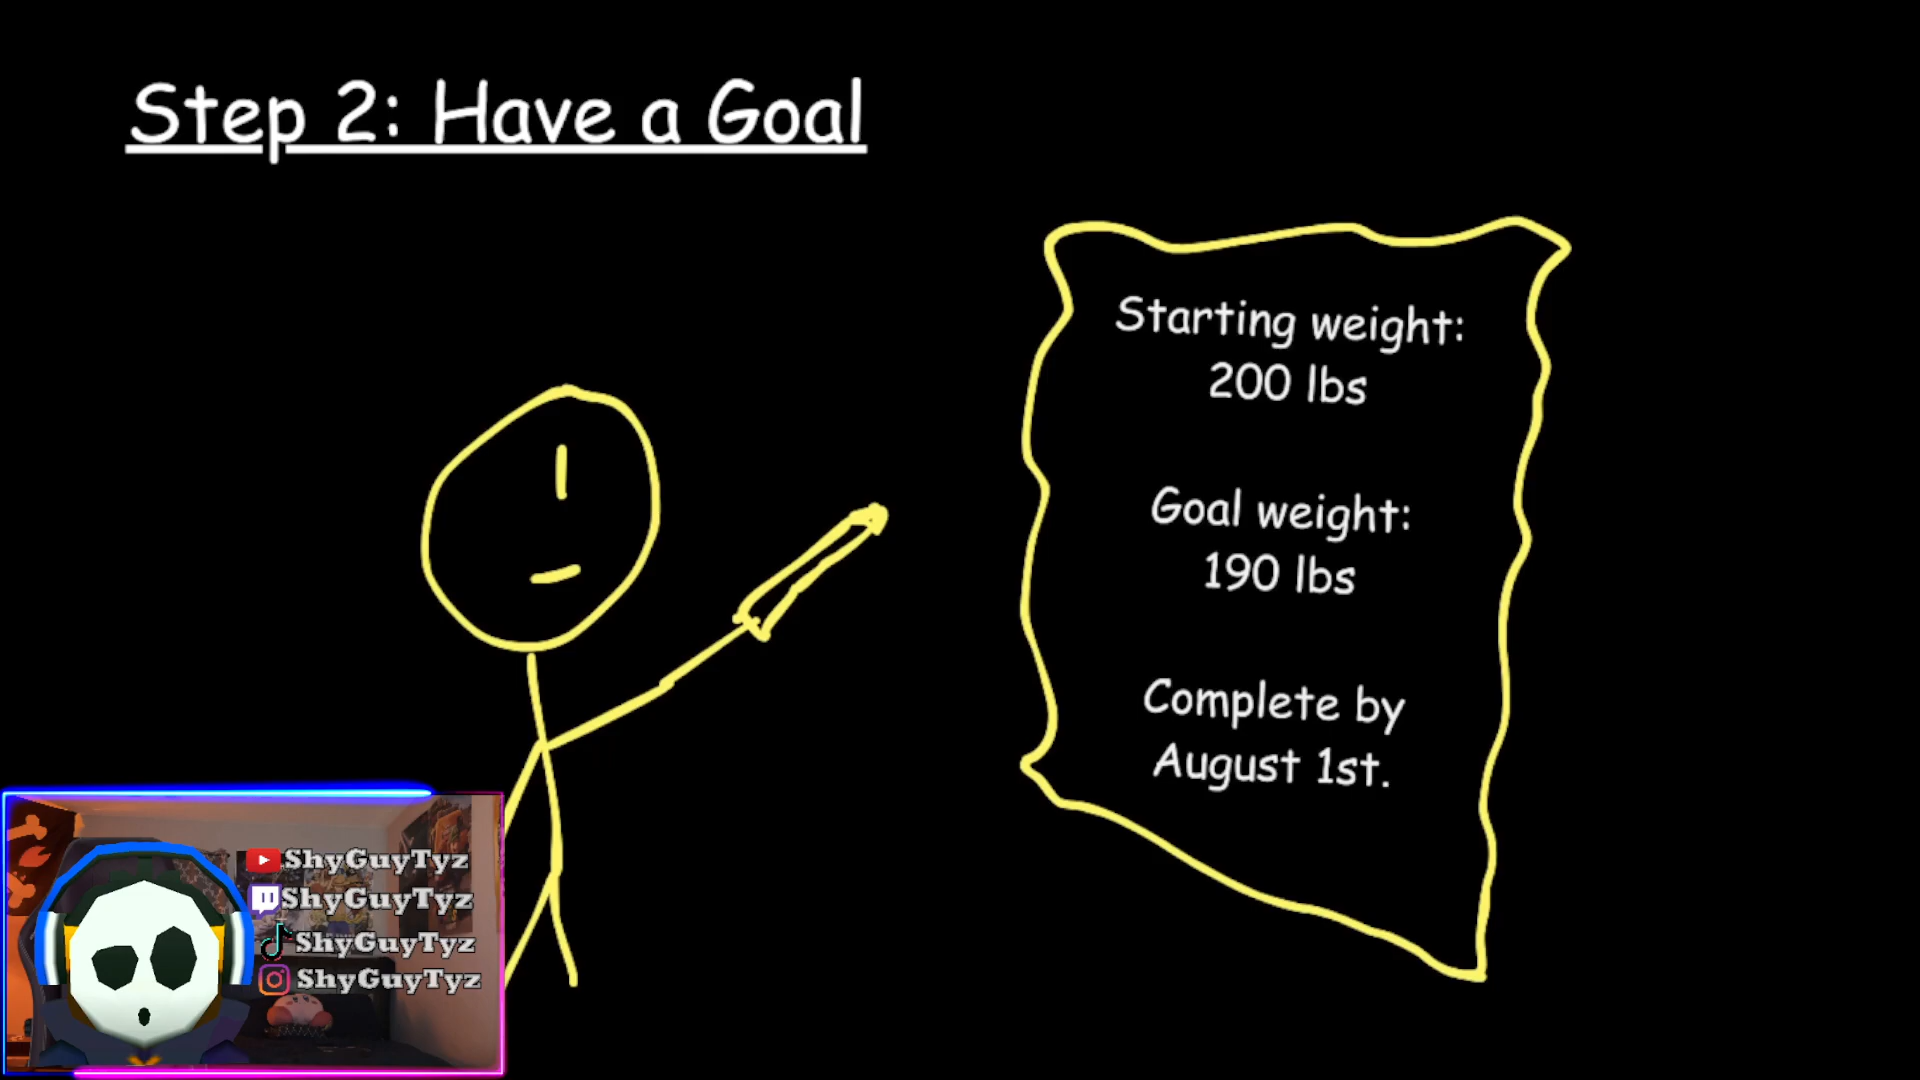 Step 2: Have a Goal
Starting weight:
200 lbs
Goal weight:
190 lbs
Complete by
August 1st.
ShyGuyTyz
ShyGuyTyz
ShyGuyTyz
ShyGuyTyz